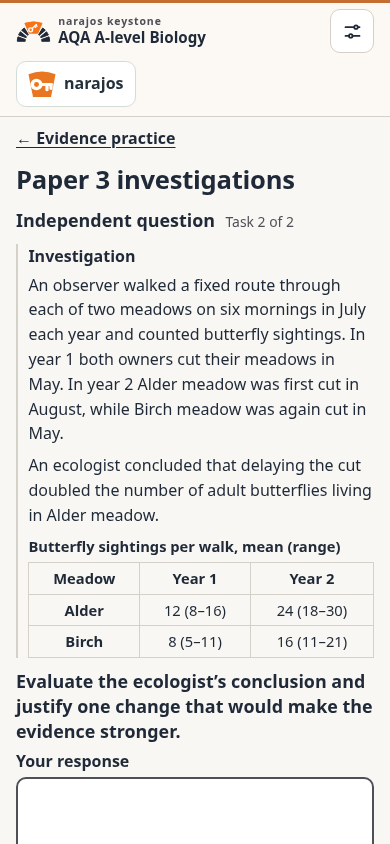 narajos keystone
AQA A-level Biology
narajos
← Evidence practice
Paper 3 investigations
Independent question Task 2 of 2
Investigation
An observer walked a fixed route through
each of two meadows on six mornings in July
each year and counted butterfly sightings. In
year 1 both owners cut their meadows in
May. In year 2 Alder meadow was first cut in
August, while Birch meadow was again cut in
May.
An ecologist concluded that delaying the cut
doubled the number of adult butterflies living
in Alder meadow.
Butterfly sightings per walk, mean (range)
Meadow Year 1 Year 2
Alder 12 (8–16) 24 (18–30)
Birch 8 (5–11) 16 (11–21)
Evaluate the ecologist’s conclusion and
justify one change that would make the
evidence stronger.
Your response